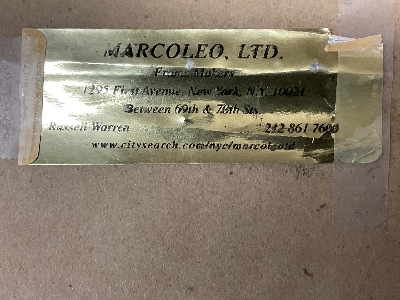 MARCOLEO, LTD.
Frame Makers
1295 First Avenue, New York, N.Y. 10021
Between 69th & 70th Sts.
Russell Warren 212 861 7600
www.citysearch.com/nyc/marcoltd